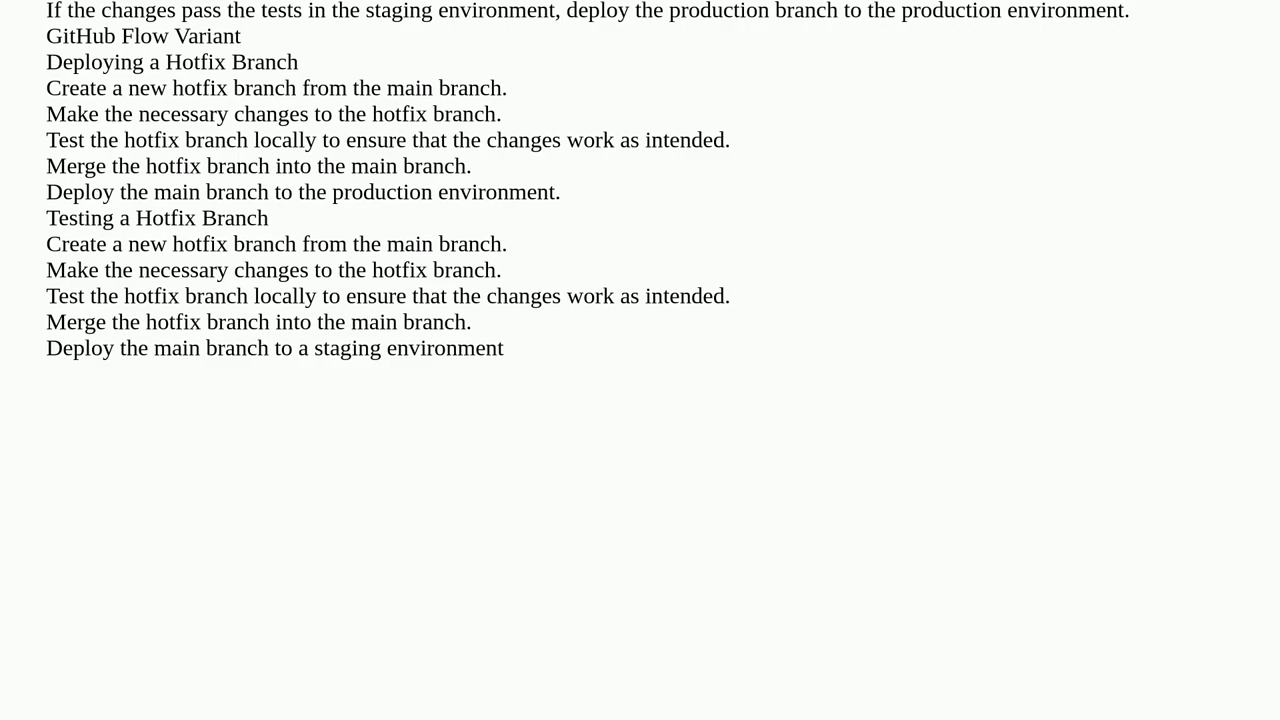 If the changes pass the tests in the staging environment, deploy the production branch to the production environment.
GitHub Flow Variant
Deploying a Hotfix Branch
Create a new hotfix branch from the main branch.
Make the necessary changes to the hotfix branch.
Test the hotfix branch locally to ensure that the changes work as intended.
Merge the hotfix branch into the main branch.
Deploy the main branch to the production environment.
Testing a Hotfix Branch
Create a new hotfix branch from the main branch.
Make the necessary changes to the hotfix branch.
Test the hotfix branch locally to ensure that the changes work as intended.
Merge the hotfix branch into the main branch.
Deploy the main branch to a staging environment